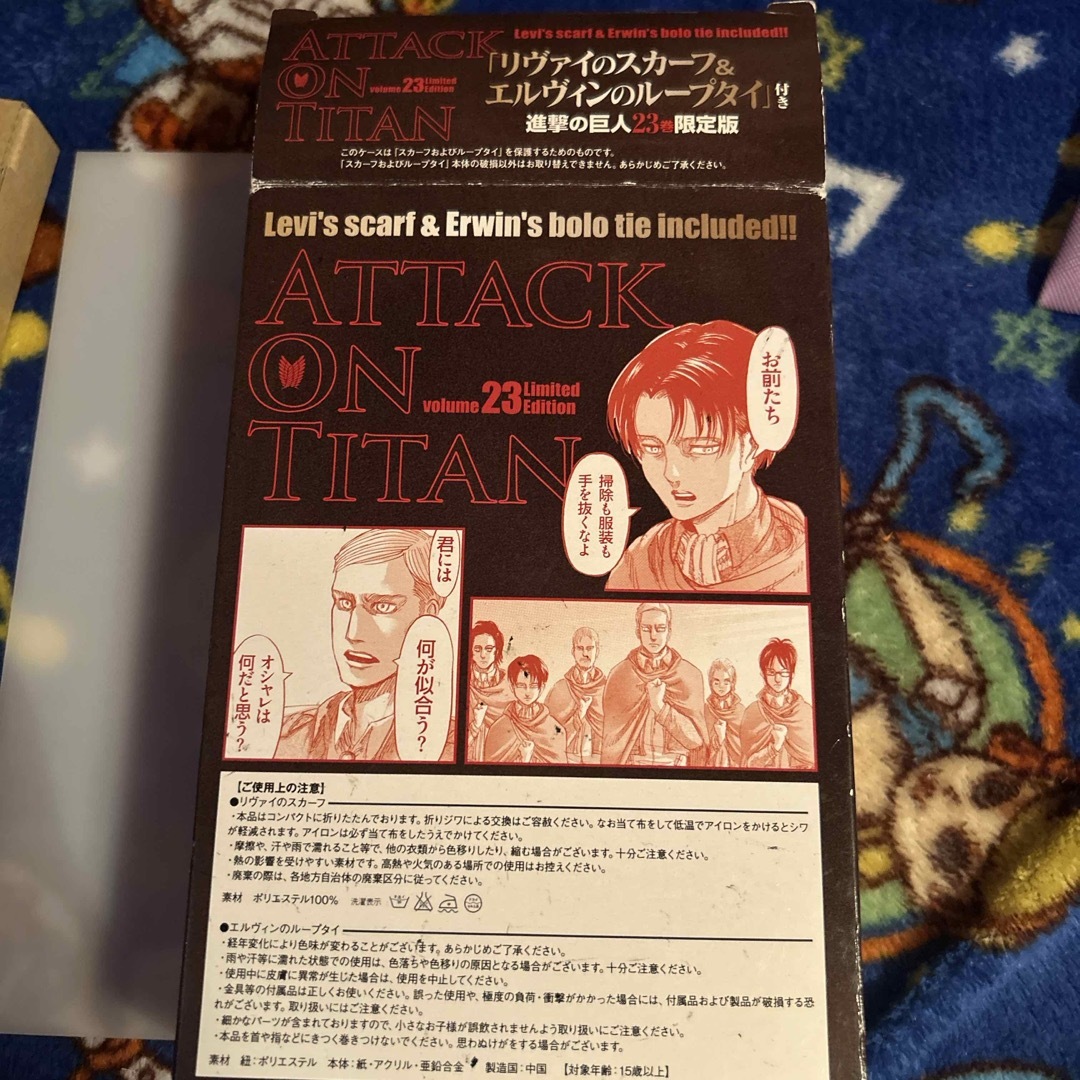 Levi's scarf & Erwin's bolo tie included!!
ATTACK
ON
TITAN
volume 23 Limited Edition
「リヴァイのスカーフ&
エルヴィンのループタイ」付き
進撃の巨人23巻限定版
このケースは「スカーフおよびループタイ」を保護するためのものです。
「スカーフおよびループタイ」本体の破損以外はお取り替えできません。あらかじめご了承ください。
Levi's scarf & Erwin's bolo tie included!!
ATTACK
ON
TITAN
volume 23 Limited Edition
お前たち
掃除も服装も
手を抜くなよ
君には
何が似合う?
オシャレは
何だと思う?
【ご使用上の注意】
●リヴァイのスカーフ
・本品はコンパクトに折りたたんでおります。折りジワによる交換はご容赦ください。なお当て布をして低温でアイロンをかけるとシワ
が軽減されます。アイロンは必ず当て布をしたうえでかけてください。
・摩擦や、汗や雨で濡れること等で、他の衣類から色移りしたり、縮む場合がございます。十分ご注意ください。
・熱の影響を受けやすい素材です。高熱や火気のある場所での使用はお控えください。
・廃棄の際は、各地方自治体の廃棄区分に従ってください。
素材 ポリエステル100% 洗濯表示
●エルヴィンのループタイ
・経年変化により色味が変わることがございます。あらかじめご了承ください。
・雨や汗等に濡れた状態での使用は、色落ちや色移りの原因となる場合がございます。十分ご注意ください。
・使用中に皮膚に異常が生じた場合は、使用を中止してください。
・金具等の付属品は正しくお使いください。誤った使用や、極度の負荷・衝撃がかかった場合には、付属品および製品が破損する恐
れがございます。取り扱いにはご注意ください。
・細かなパーツが含まれておりますので、小さなお子様が誤飲されませんよう取り扱いにご注意ください。
・本品を首や指などにきつく巻きつけないでください。思わぬけがをする場合がございます。
素材 紐:ポリエステル 本体:紙・アクリル・亜鉛合金 製造国:中国 【対象年齢:15歳以上】